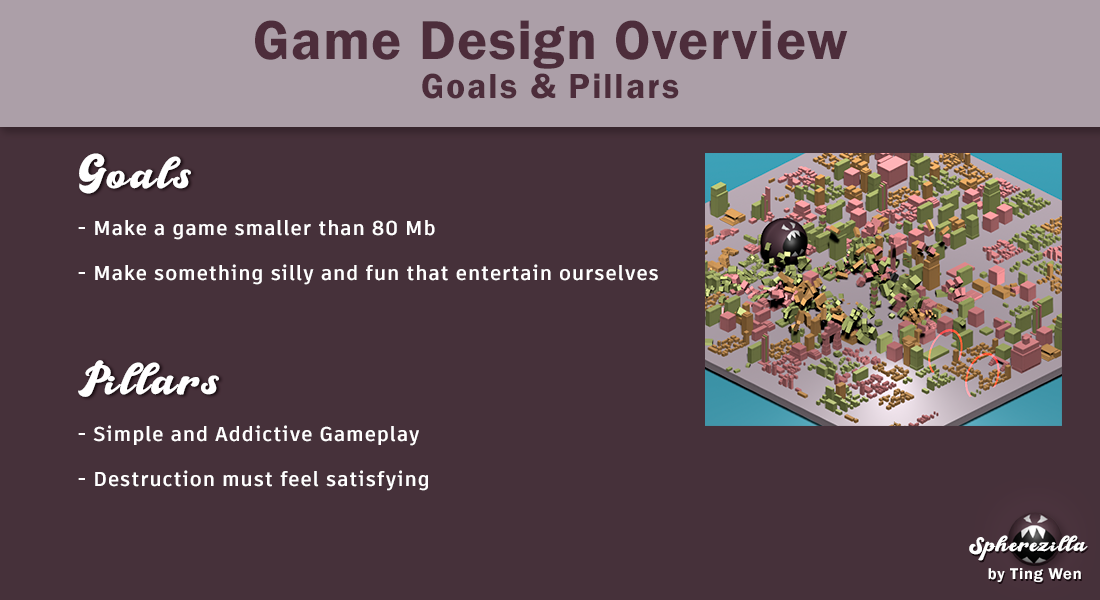 Game Design Overview
Goals & Pillars
Goals
- Make a game smaller than 80 Mb
- Make something silly and fun that entertain ourselves
Pillars
- Simple and Addictive Gameplay
- Destruction must feel satisfying
Spherezilla
by Ting Wen